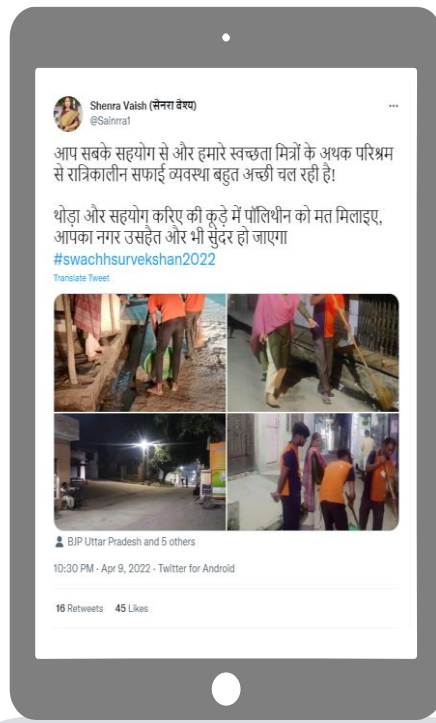 Shenra Vaish (सेनरा वैश्य)
@Sainrra1
आप सबके सहयोग से और हमारे स्वच्छता मित्रों के अथक परिश्रम
से रात्रिकालीन सफाई व्यवस्था बहुत अच्छी चल रही है!
थोड़ा और सहयोग करिए की कूड़े में पॉलिथीन को मत मिलाइए,
आपका नगर उसहैत और भी सुंदर हो जाएगा
#swachhsurvekshan2022
Translate Tweet
BJP Uttar Pradesh and 5 others
10:30 PM · Apr 9, 2022 · Twitter for Android
16 Retweets 45 Likes